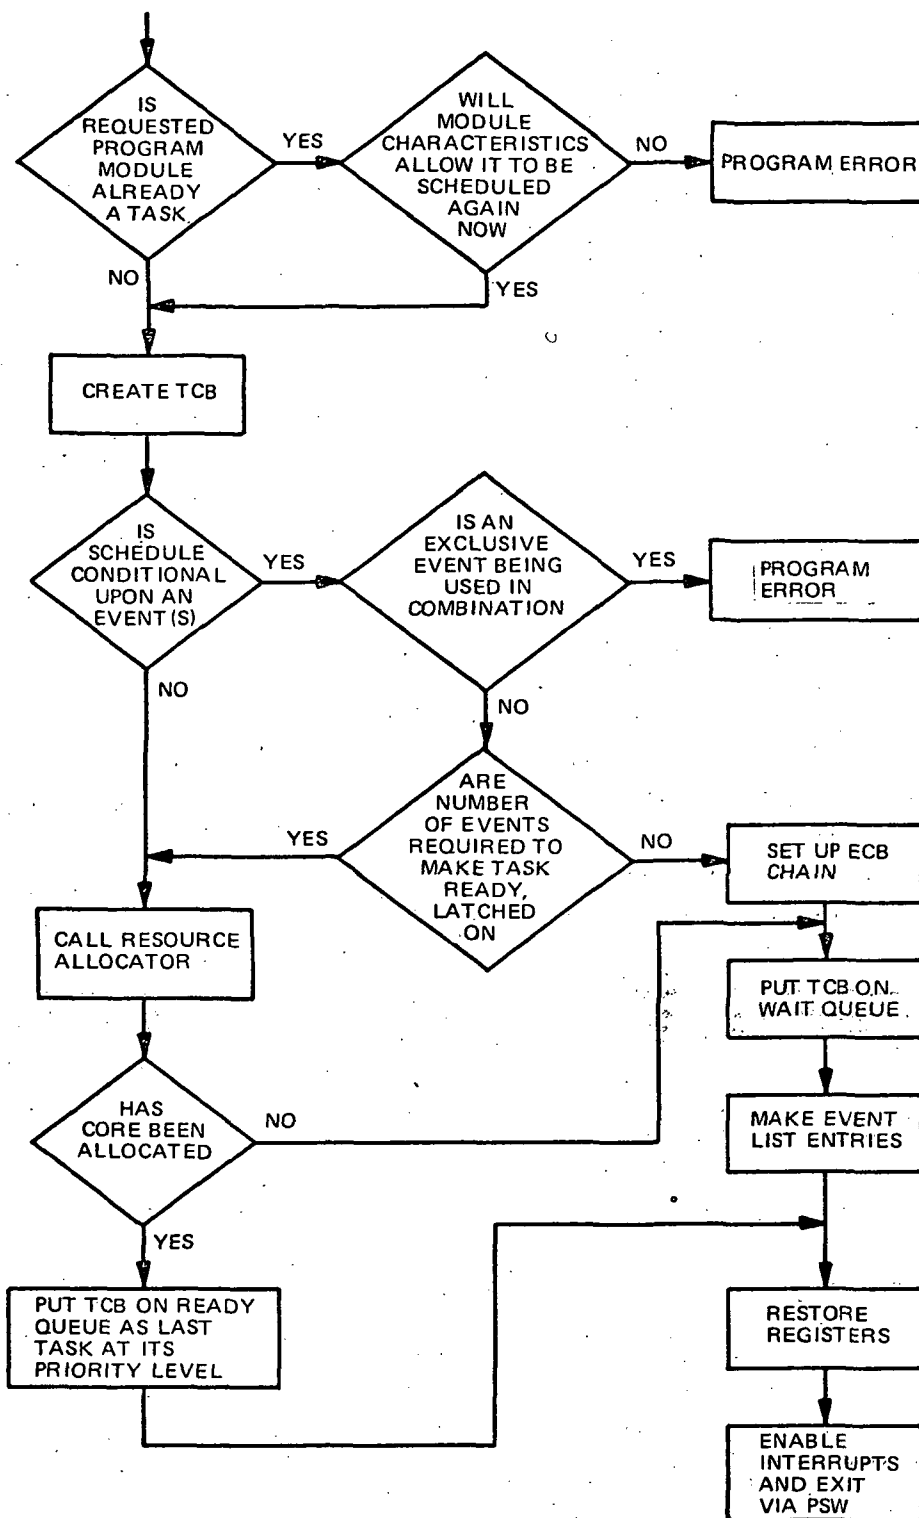 IS
REQUESTED
PROGRAM
MODULE
ALREADY
A TASK
YES
WILL
MODULE
CHARACTERISTICS
ALLOW IT TO BE
SCHEDULED
AGAIN
NOW
NO
PROGRAM ERROR
NO
YES
CREATE TCB
IS
SCHEDULE
CONDITIONAL
UPON AN
EVENT (S)
YES
IS AN
EXCLUSIVE
EVENT BEING
USED IN
COMBINATION
YES
PROGRAM
ERROR
NO
NO
ARE
NUMBER
OF EVENTS
REQUIRED TO
MAKE TASK
READY,
LATCHED
ON
YES
NO
SET UP ECB
CHAIN
CALL RESOURCE
ALLOCATOR
PUT TCB ON
WAIT QUEUE
HAS
CORE BEEN
ALLOCATED
NO
MAKE EVENT
LIST ENTRIES
YES
PUT TCB ON READY
QUEUE AS LAST
TASK AT ITS
PRIORITY LEVEL
RESTORE
REGISTERS
ENABLE
INTERRUPTS
AND EXIT
VIA PSW